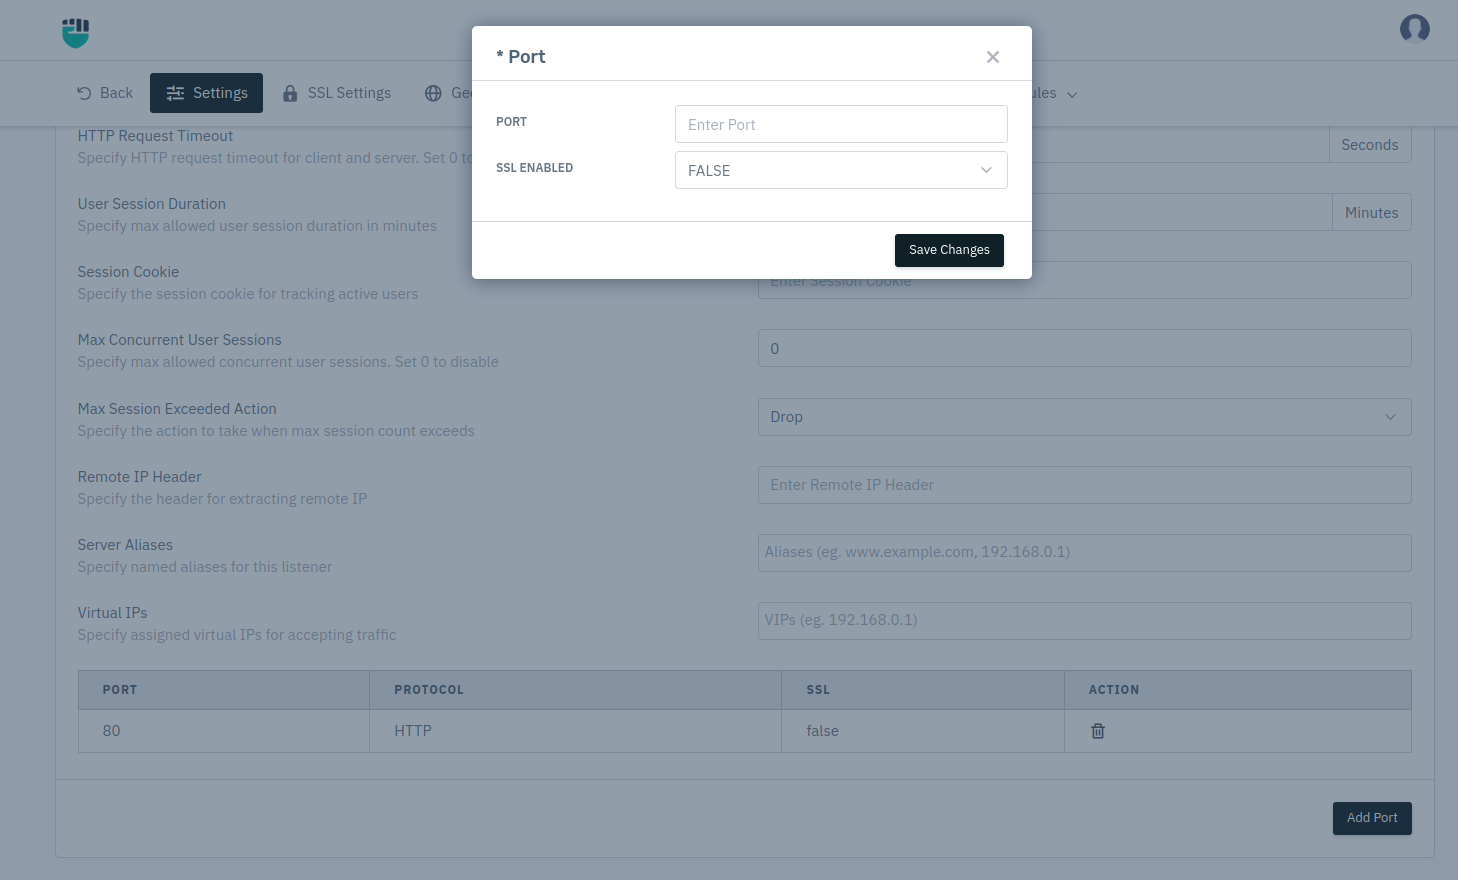 * Port
PORT
Enter Port
SSL ENABLED
FALSE
Save Changes
Back
Settings
SSL Settings
HTTP Request Timeout
Specify HTTP request timeout for client and server. Set 0 to
Seconds
User Session Duration
Specify max allowed user session duration in minutes
Minutes
Session Cookie
Specify the session cookie for tracking active users
Enter Session Cookie
Max Concurrent User Sessions
Specify max allowed concurrent user sessions. Set 0 to disable
0
Max Session Exceeded Action
Specify the action to take when max session count exceeds
Drop
Remote IP Header
Specify the header for extracting remote IP
Enter Remote IP Header
Server Aliases
Specify named aliases for this listener
Aliases (eg. www.example.com, 192.168.0.1)
Virtual IPs
Specify assigned virtual IPs for accepting traffic
VIPs (eg. 192.168.0.1)
PORT PROTOCOL SSL ACTION
80 HTTP false
Add Port